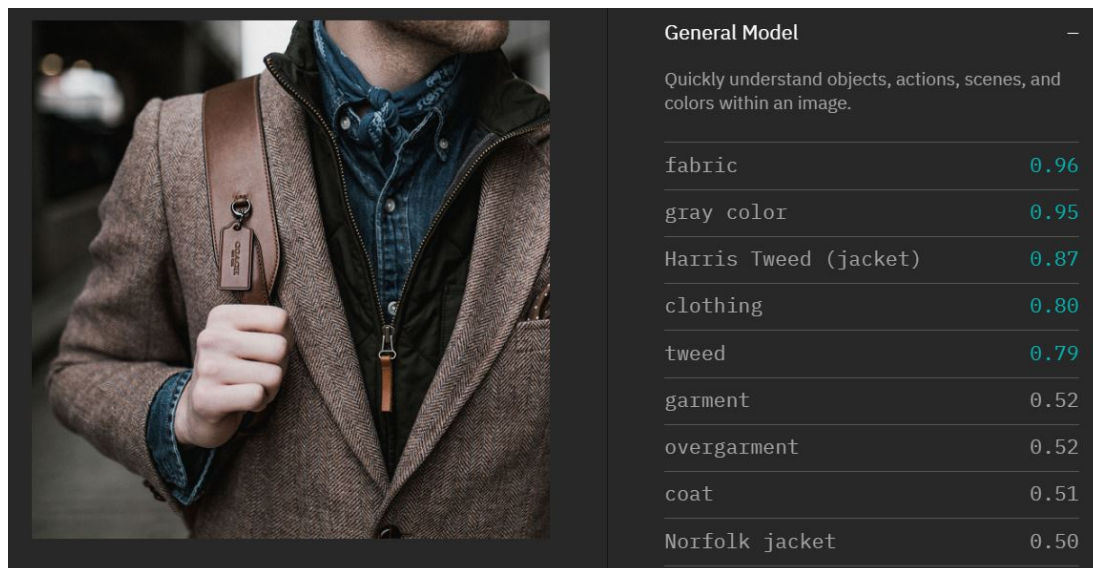 General Model
–
Quickly understand objects, actions, scenes, and
colors within an image.
fabric 0.96
gray color 0.95
Harris Tweed (jacket) 0.87
clothing 0.80
tweed 0.79
garment 0.52
overgarment 0.52
coat 0.51
Norfolk jacket 0.50
COACH